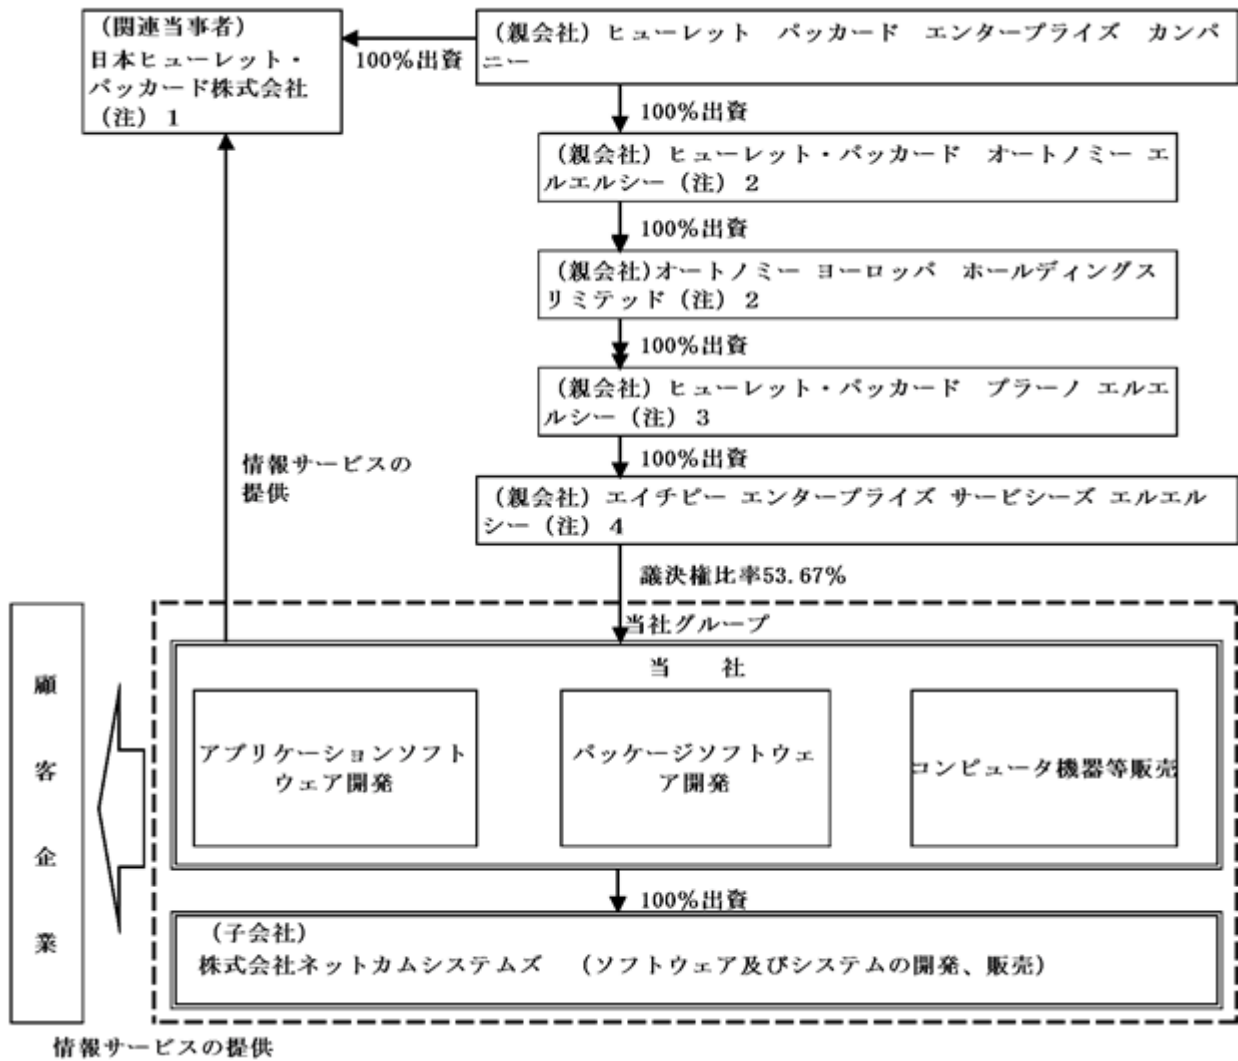 （関連当事者）
日本ヒューレット・
パッカード株式会社
（注）１
100％出資
（親会社）ヒューレット　パッカード　エンタープライズ　カンパ
ニー
100％出資
（親会社）ヒューレット・パッカード　オートノミー エ
ルエルシー（注）２
100％出資
（親会社）オートノミー ヨーロッパ　ホールディングス
リミテッド（注）２
100％出資
（親会社）ヒューレット・パッカード　プラーノ エルエ
ルシー（注）３
100％出資
（親会社）エイチピー エンタープライズ サービシーズ エルエル
シー（注）４
情報サービスの
提供
議決権比率53.67％
当社グループ
当　　社
アプリケーションソフト
ウェア開発
パッケージソフトウェ
ア開発
コンピュータ機器等販売
100％出資
（子会社）
株式会社ネットカムシステムズ　（ソフトウェア及びシステムの開発、販売）
顧
客
企
業
情報サービスの提供